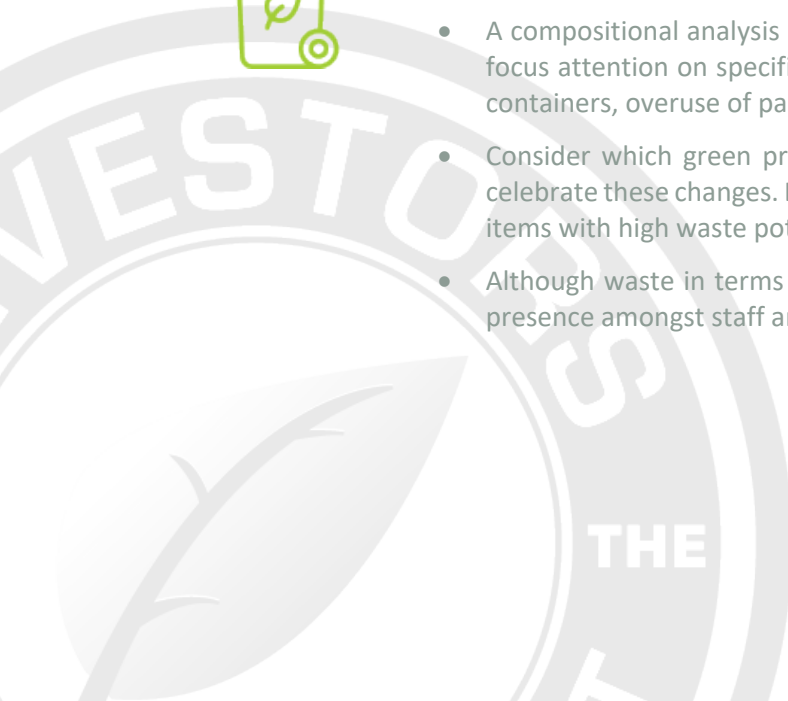 • A compositional analysis
focus attention on specifi
containers, overuse of pa
• Consider which green pr
celebrate these changes.
items with high waste pot
• Although waste in terms
presence amongst staff a
VESTORS
THE